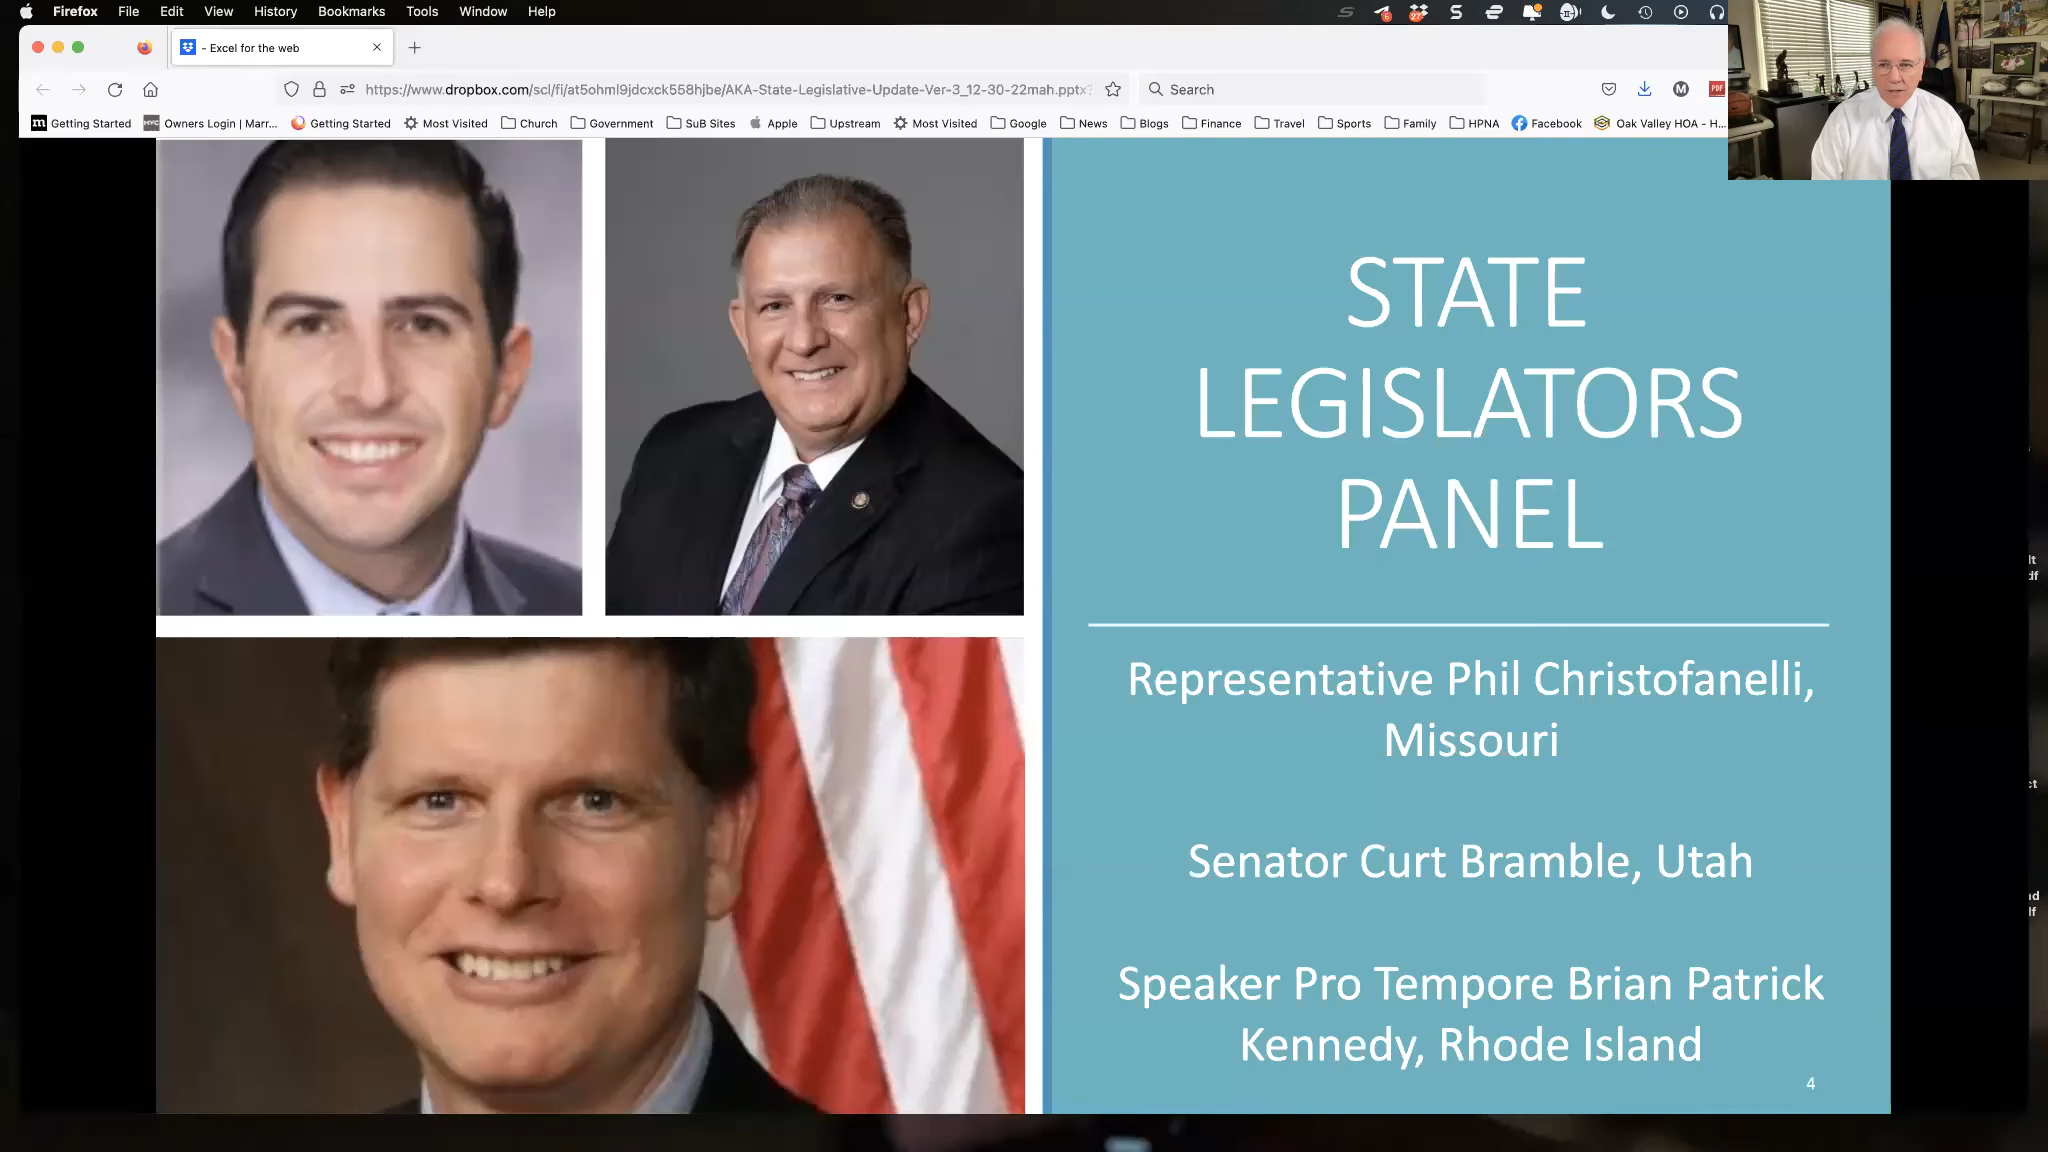 Firefox File Edit View History Bookmarks Tools Window Help
- Excel for the web
https://www.dropbox.com/scl/fi/at5ohml9jdcxck558hjbe/AKA-State-Legislative-Update-Ver-3_12-30-22mah.pptx?
Search
Getting Started Owners Login | Marr... Getting Started Most Visited Church Government SuB Sites Apple Upstream Most Visited Google News Blogs Finance Travel Sports Family HPNA Facebook Oak Valley HOA - H...
STATE
LEGISLATORS
PANEL
Representative Phil Christofanelli,
Missouri
Senator Curt Bramble, Utah
Speaker Pro Tempore Brian Patrick
Kennedy, Rhode Island
4